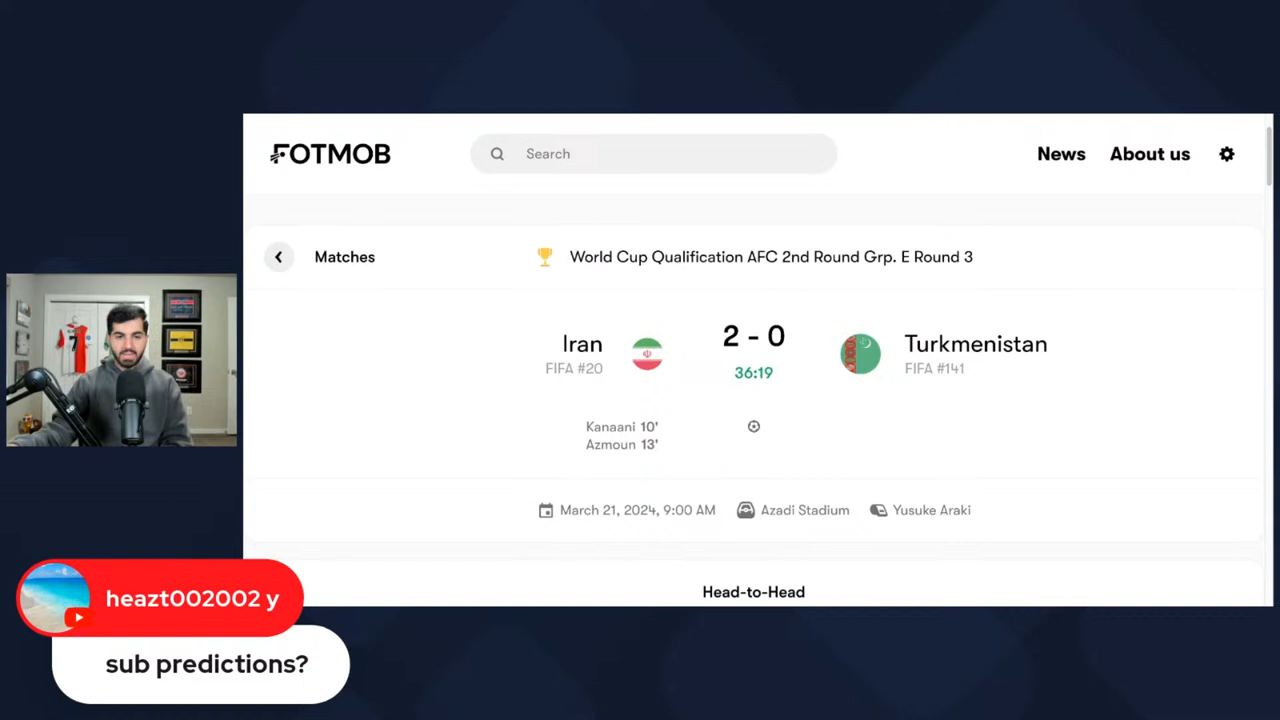 FOTMOB
Search
News
About us
Matches
World Cup Qualification AFC 2nd Round Grp. E Round 3
Iran
FIFA #20
2 - 0
36:19
Turkmenistan
FIFA #141
Kanaani 10'
Azmoun 13'
March 21, 2024, 9:00 AM
Azadi Stadium
Yusuke Araki
Head-to-Head
7
heazt002002 y
sub predictions?